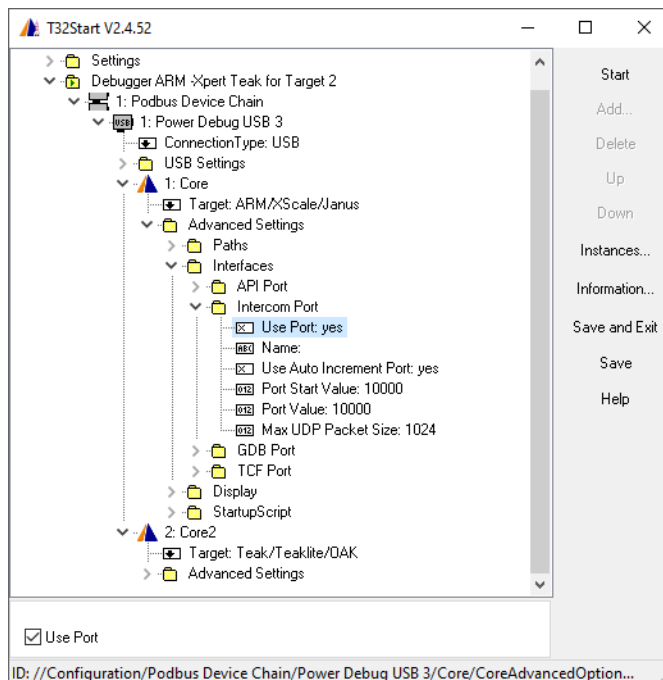 T32Start V2.4.52
Settings
Debugger ARM -Xpert Teak for Target 2
1: Podbus Device Chain
USB 1: Power Debug USB 3
ConnectionType: USB
USB Settings
1: Core
Target: ARM/XScale/Janus
Advanced Settings
Paths
Interfaces
API Port
Intercom Port
Use Port: yes
ABC Name:
Use Auto Increment Port: yes
012 Port Start Value: 10000
012 Port Value: 10000
012 Max UDP Packet Size: 1024
GDB Port
TCF Port
Display
StartupScript
2: Core2
Target: Teak/Teaklite/OAK
Advanced Settings
Start
Add...
Delete
Up
Down
Instances...
Information...
Save and Exit
Save
Help
Use Port
ID: //Configuration/Podbus Device Chain/Power Debug USB 3/Core/CoreAdvancedOption...